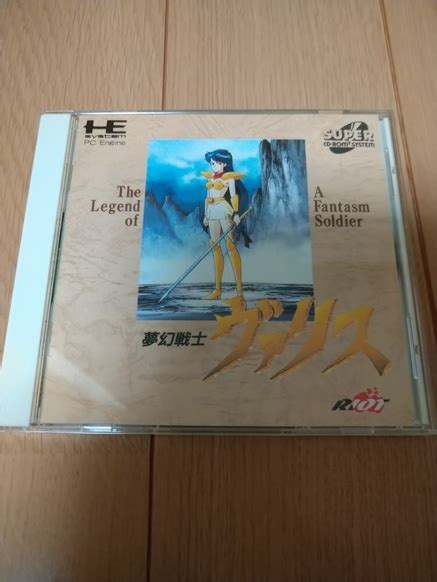 HE
system
PC Engine
SUPER
CD-ROM² SYSTEM
The
Legend
of
A
Fantasm
Soldier
夢幻戦士
ヴァリス
RIOT